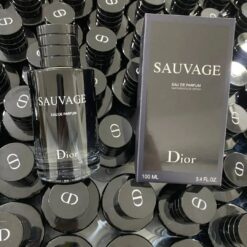 SAUVAGE
EAU DE PARFUM
Dior
SAUVAGE
EAU DE PARFUM
Dior
100 ML
3.4 FL.OZ